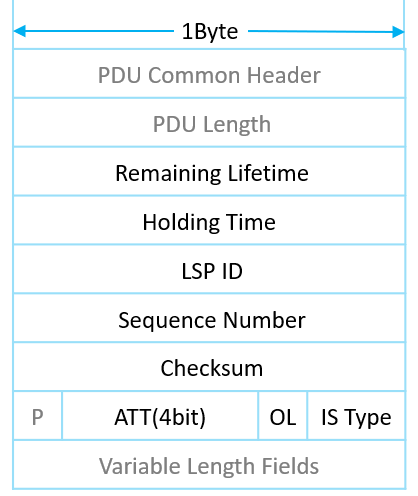 1Byte
PDU Common Header
PDU Length
Remaining Lifetime
Holding Time
LSP ID
Sequence Number
Checksum
P ATT(4bit) OL IS Type
Variable Length Fields